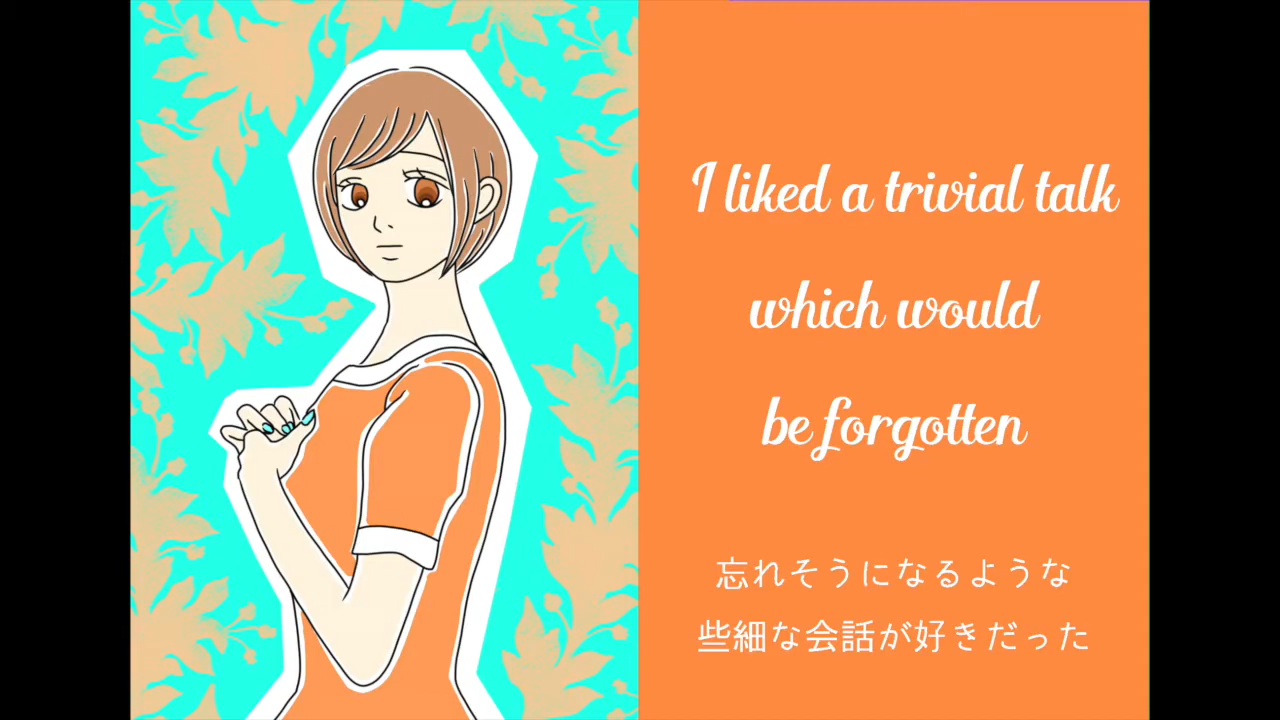 I liked a trivial talk
which would
be forgotten
忘れそうになるような
些細な会話が好きだった